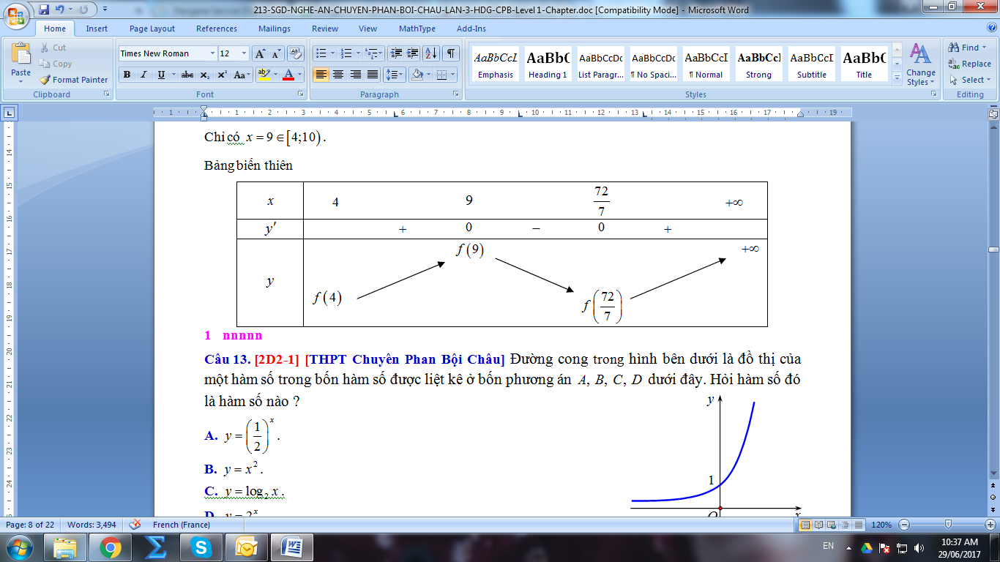 213-SGD-NGHE-AN-CHUYEN-PHAN-BOI-CHAU-LAN-3-HDG-CPB-Level 1-Chapter.doc [Compatibility Mode] - Microsoft Word
Home Insert Page Layout References Mailings Review View MathType Add-Ins
Paste
Cut
Copy
Format Painter
Clipboard
Times New Roman 12
Font
Paragraph
AaBbCcI AaBbC AaBbCcDc AaBbCcDc AaBbCcI AaBbCcl AaBbCcI AaBbC
Emphasis Heading 1 List Paragr... ¶ No Spaci... ¶ Normal Strong Subtitle Title
Change Styles
Styles
Find
Replace
Select
Editing
Chỉ có x = 9 ∈ [4;10).
Bảng biến thiên
x 4 9 72/7 +∞
y′ + 0 − 0 +
y f(4) f(9) f(72/7) +∞
1 nnnnn
Câu 13. [2D2-1] [THPT Chuyên Phan Bội Châu] Đường cong trong hình bên dưới là đồ thị của
một hàm số trong bốn hàm số được liệt kê ở bốn phương án A, B, C, D dưới đây. Hỏi hàm số đó
là hàm số nào ?
A. y = (1/2)^x.
B. y = x².
C. y = log₂ x.
D. y = 2^x
y
1
O
x
Page: 8 of 22 Words: 3,494 French (France) 120%
EN 10:37 AM
29/06/2017